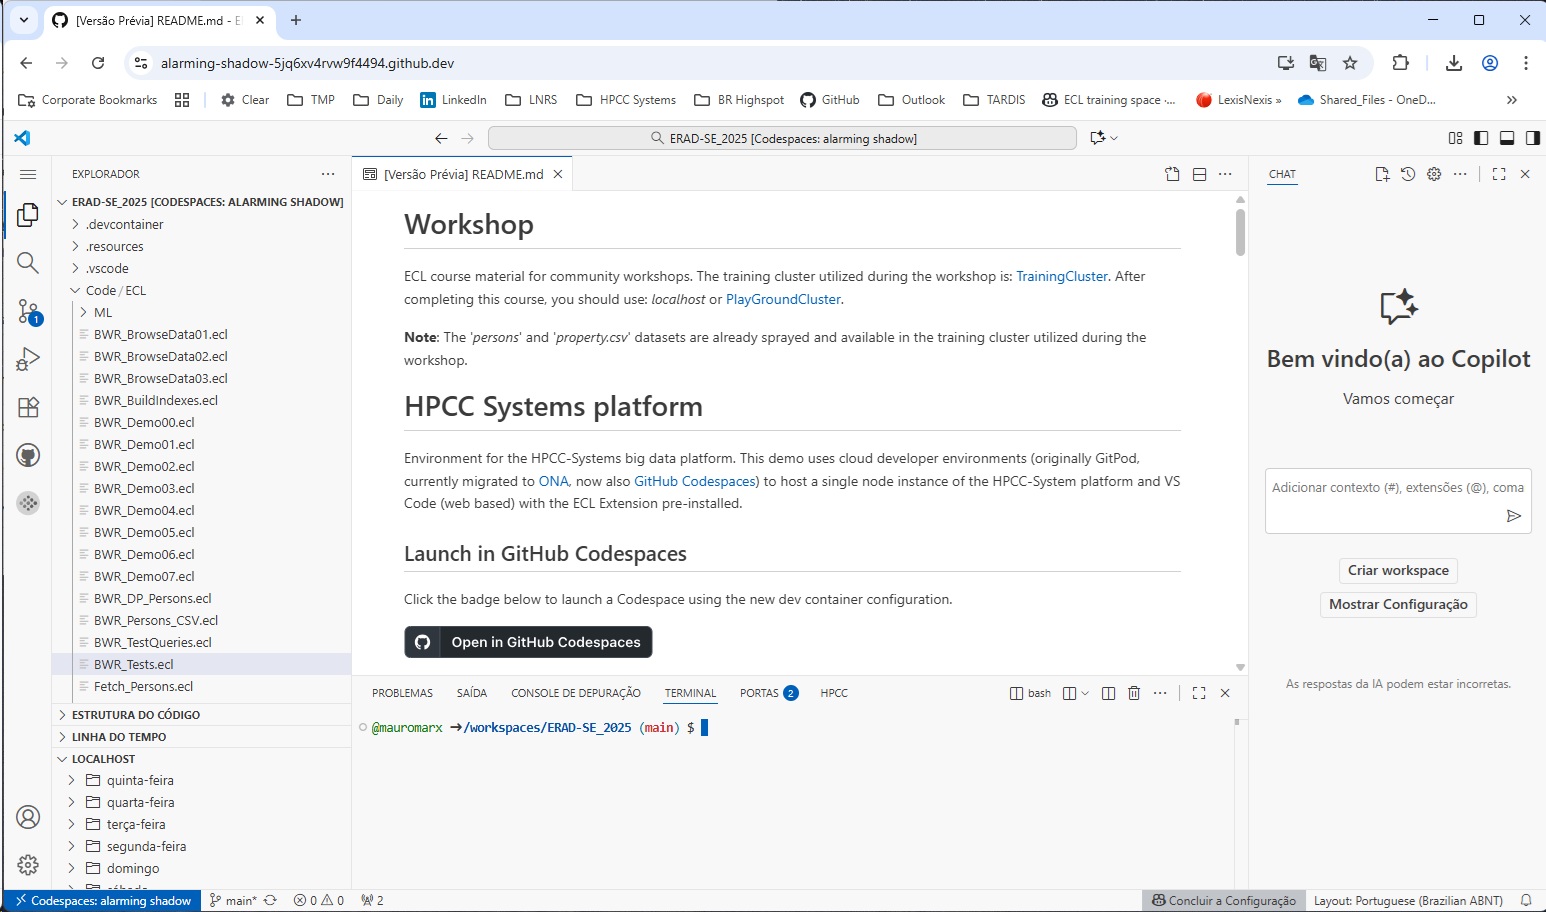 [Versão Prévia] README.md - E
alarming-shadow-5jq6xv4rvw9f4494.github.dev
Corporate Bookmarks Clear TMP Daily LinkedIn LNRS HPCC Systems BR Highspot GitHub Outlook TARDIS ECL training space -... LexisNexis » Shared_Files - OneD...
ERAD-SE_2025 [Codespaces: alarming shadow]
EXPLORADOR
ERAD-SE_2025 [CODESPACES: ALARMING SHADOW]
.devcontainer
.resources
.vscode
Code / ECL
ML
BWR_BrowseData01.ecl
BWR_BrowseData02.ecl
BWR_BrowseData03.ecl
BWR_BuildIndexes.ecl
BWR_Demo00.ecl
BWR_Demo01.ecl
BWR_Demo02.ecl
BWR_Demo03.ecl
BWR_Demo04.ecl
BWR_Demo05.ecl
BWR_Demo06.ecl
BWR_Demo07.ecl
BWR_DP_Persons.ecl
BWR_Persons_CSV.ecl
BWR_TestQueries.ecl
BWR_Tests.ecl
Fetch_Persons.ecl
ESTRUTURA DO CÓDIGO
LINHA DO TEMPO
LOCALHOST
quinta-feira
quarta-feira
terça-feira
segunda-feira
domingo
1
[Versão Prévia] README.md
Workshop
ECL course material for community workshops. The training cluster utilized during the workshop is: TrainingCluster. After
completing this course, you should use: localhost or PlayGroundCluster.
Note: The 'persons' and 'property.csv' datasets are already sprayed and available in the training cluster utilized during the
workshop.
HPCC Systems platform
Environment for the HPCC-Systems big data platform. This demo uses cloud developer environments (originally GitPod,
currently migrated to ONA, now also GitHub Codespaces) to host a single node instance of the HPCC-System platform and VS
Code (web based) with the ECL Extension pre-installed.
Launch in GitHub Codespaces
Click the badge below to launch a Codespace using the new dev container configuration.
Open in GitHub Codespaces
PROBLEMAS SAÍDA CONSOLE DE DEPURAÇÃO TERMINAL PORTAS 2 HPCC bash
@mauromarx ➜/workspaces/ERAD-SE_2025 (main) $
CHAT
Bem vindo(a) ao Copilot
Vamos começar
Adicionar contexto (#), extensões (@), coma
Criar workspace
Mostrar Configuração
As respostas da IA podem estar incorretas.
Codespaces: alarming shadow main* 0 0 2 Concluir a Configuração Layout: Portuguese (Brazilian ABNT)